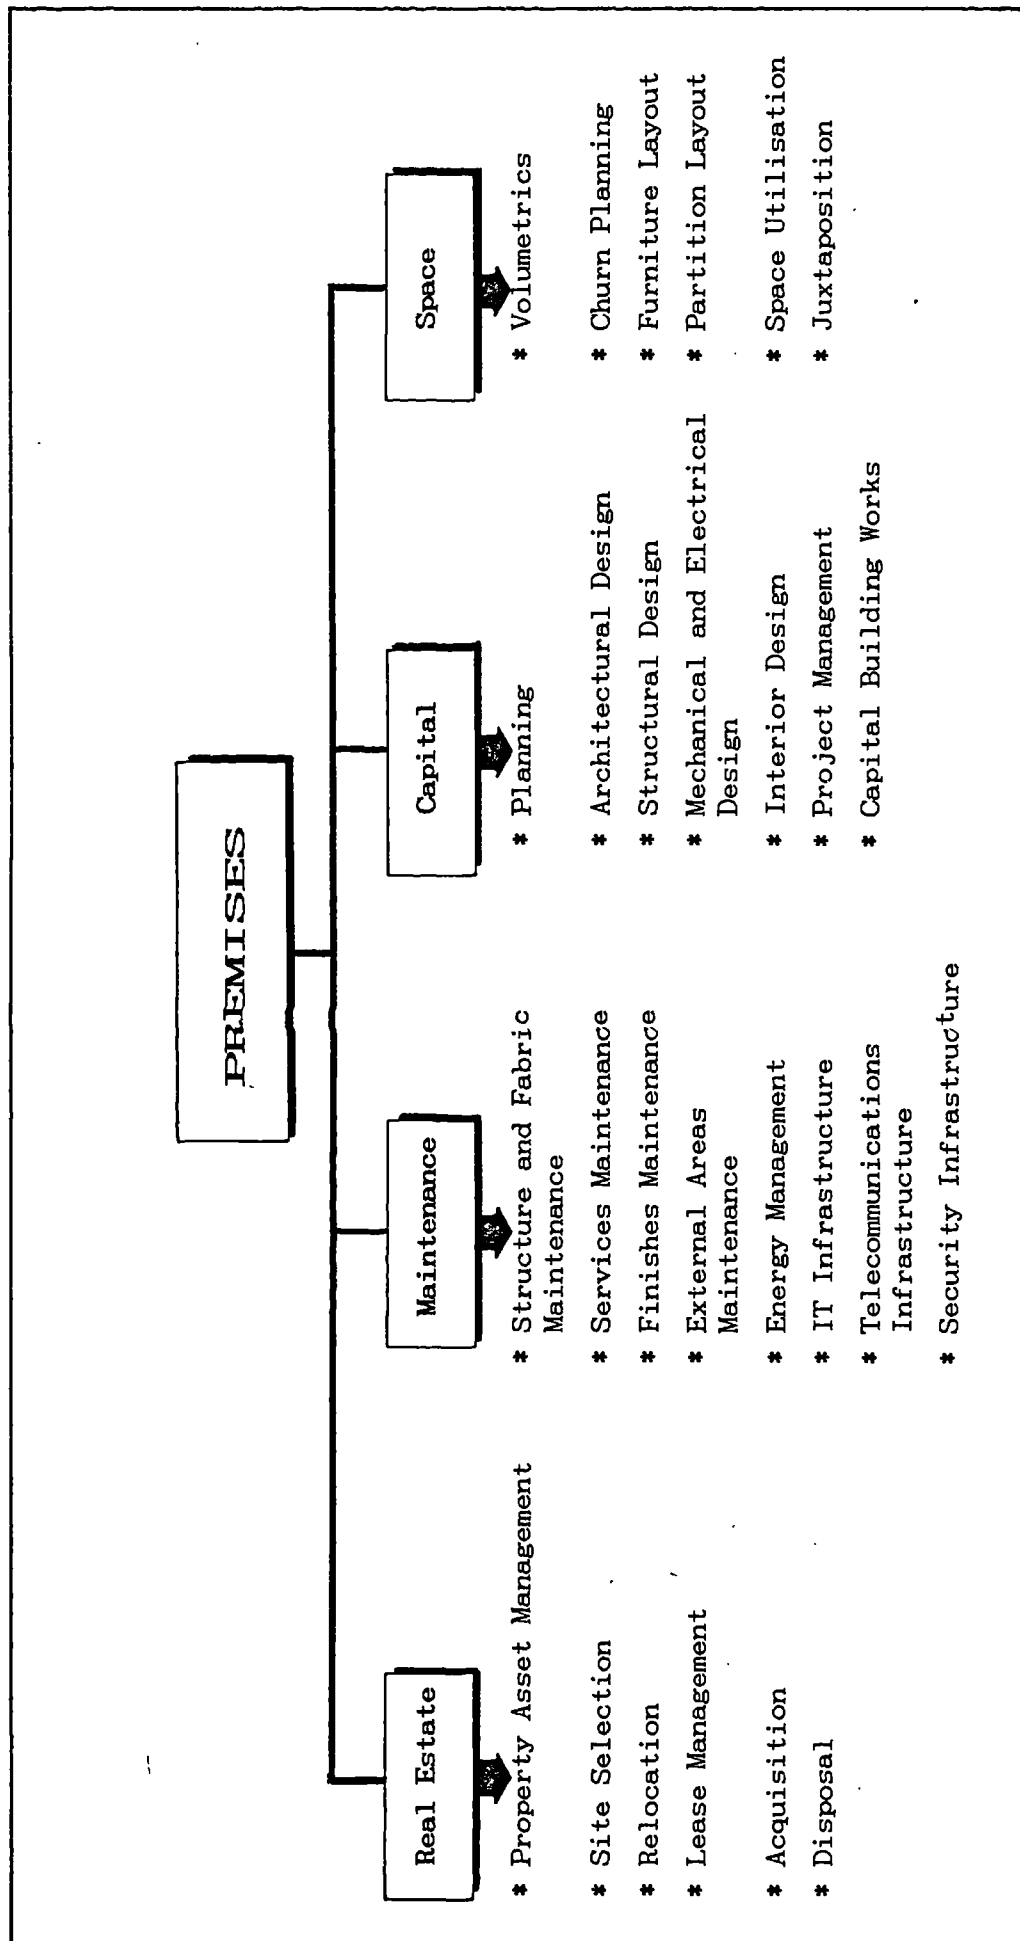 PREMISES
Real Estate
* Property Asset Management
* Site Selection
* Relocation
* Lease Management
* Acquisition
* Disposal
Maintenance
* Structure and Fabric
Maintenance
* Services Maintenance
* Finishes Maintenance
* External Areas
Maintenance
* Energy Management
* IT Infrastructure
* Telecommunications
Infrastructure
* Security Infrastructure
Capital
* Planning
* Architectural Design
* Structural Design
* Mechanical and Electrical
Design
* Interior Design
* Project Management
* Capital Building Works
Space
* Volumetrics
* Churn Planning
* Furniture Layout
* Partition Layout
* Space Utilisation
* Juxtaposition